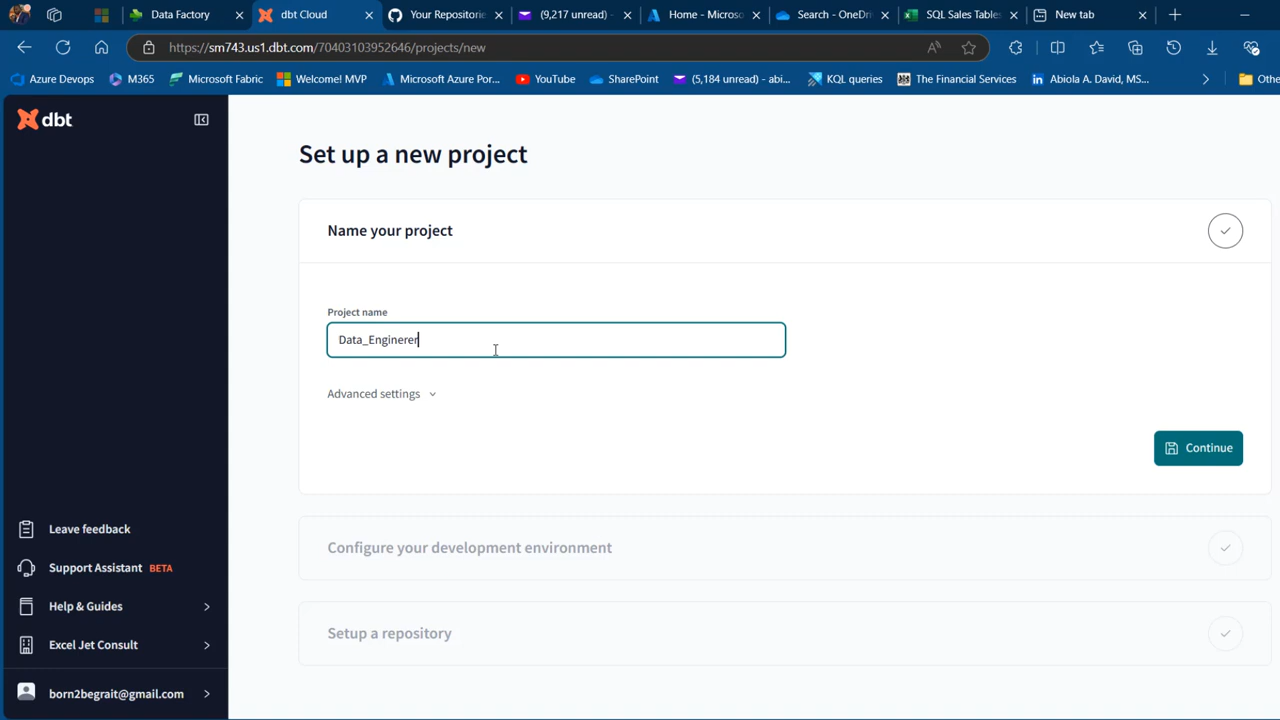 Data Factory
dbt Cloud
Your Repositorie
(9,217 unread) -
Home - Microso
Search - OneDri
SQL Sales Tables
New tab
https://sm743.us1.dbt.com/70403103952646/projects/new
Azure Devops
M365
Microsoft Fabric
Welcome! MVP
Microsoft Azure Por...
YouTube
SharePoint
(5,184 unread) - abi...
KQL queries
The Financial Services
Abiola A. David, MS...
Othe
dbt
Set up a new project
Name your project
Project name
Data_Enginerer
Advanced settings
Continue
Configure your development environment
Setup a repository
Leave feedback
Support Assistant BETA
Help & Guides
Excel Jet Consult
born2begrait@gmail.com